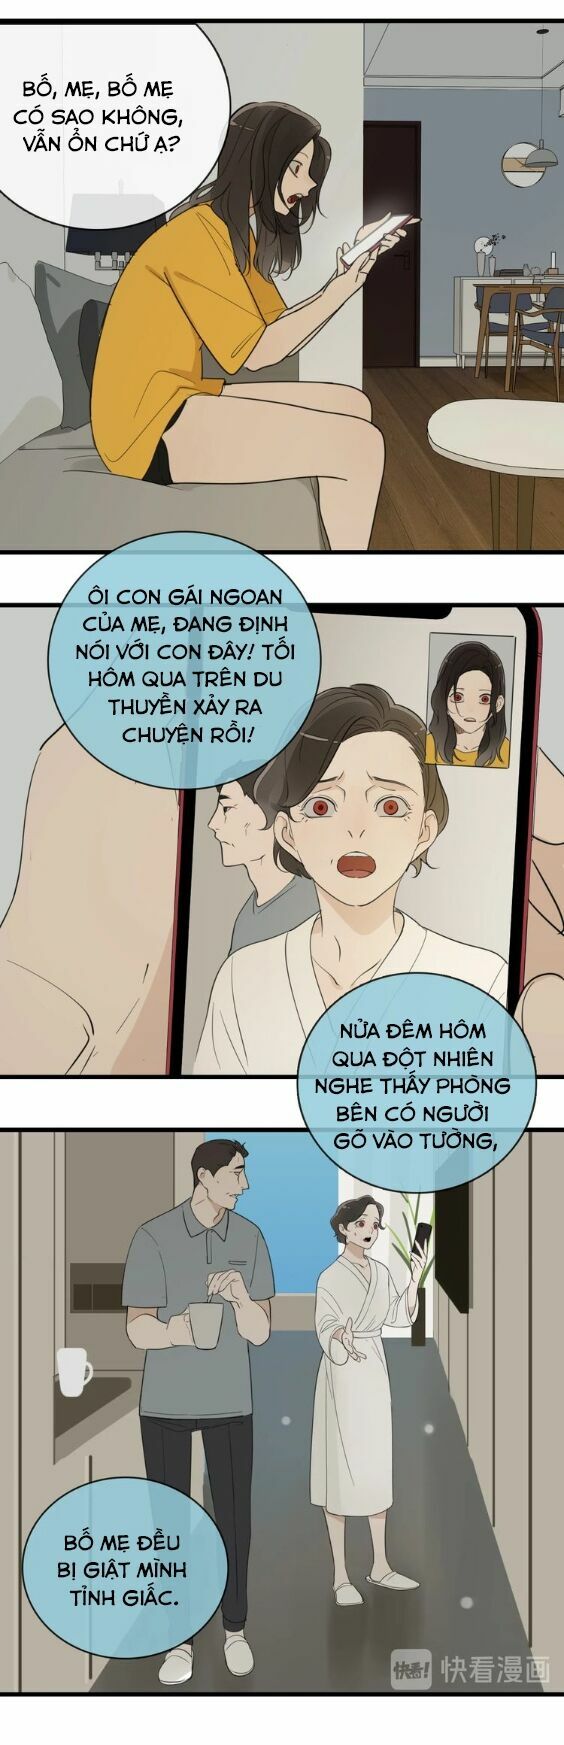 BỐ, MẸ, BỐ MẸ
CÓ SAO KHÔNG,
VẪN ỔN CHỨ Ạ?
ÔI CON GÁI NGOAN
CỦA MẸ, ĐANG ĐỊNH
NÓI VỚI CON ĐÂY! TỐI
HÔM QUA TRÊN DU
THUYỀN XẢY RA
CHUYỆN RỒI!
NỬA ĐÊM HÔM
QUA ĐỘT NHIÊN
NGHE THẤY PHÒNG
BÊN CÓ NGƯỜI
GÕ VÀO TƯỜNG,
BỐ MẸ ĐỀU
BỊ GIẬT MÌNH
TỈNH GIẤC.
快看! 快看漫画